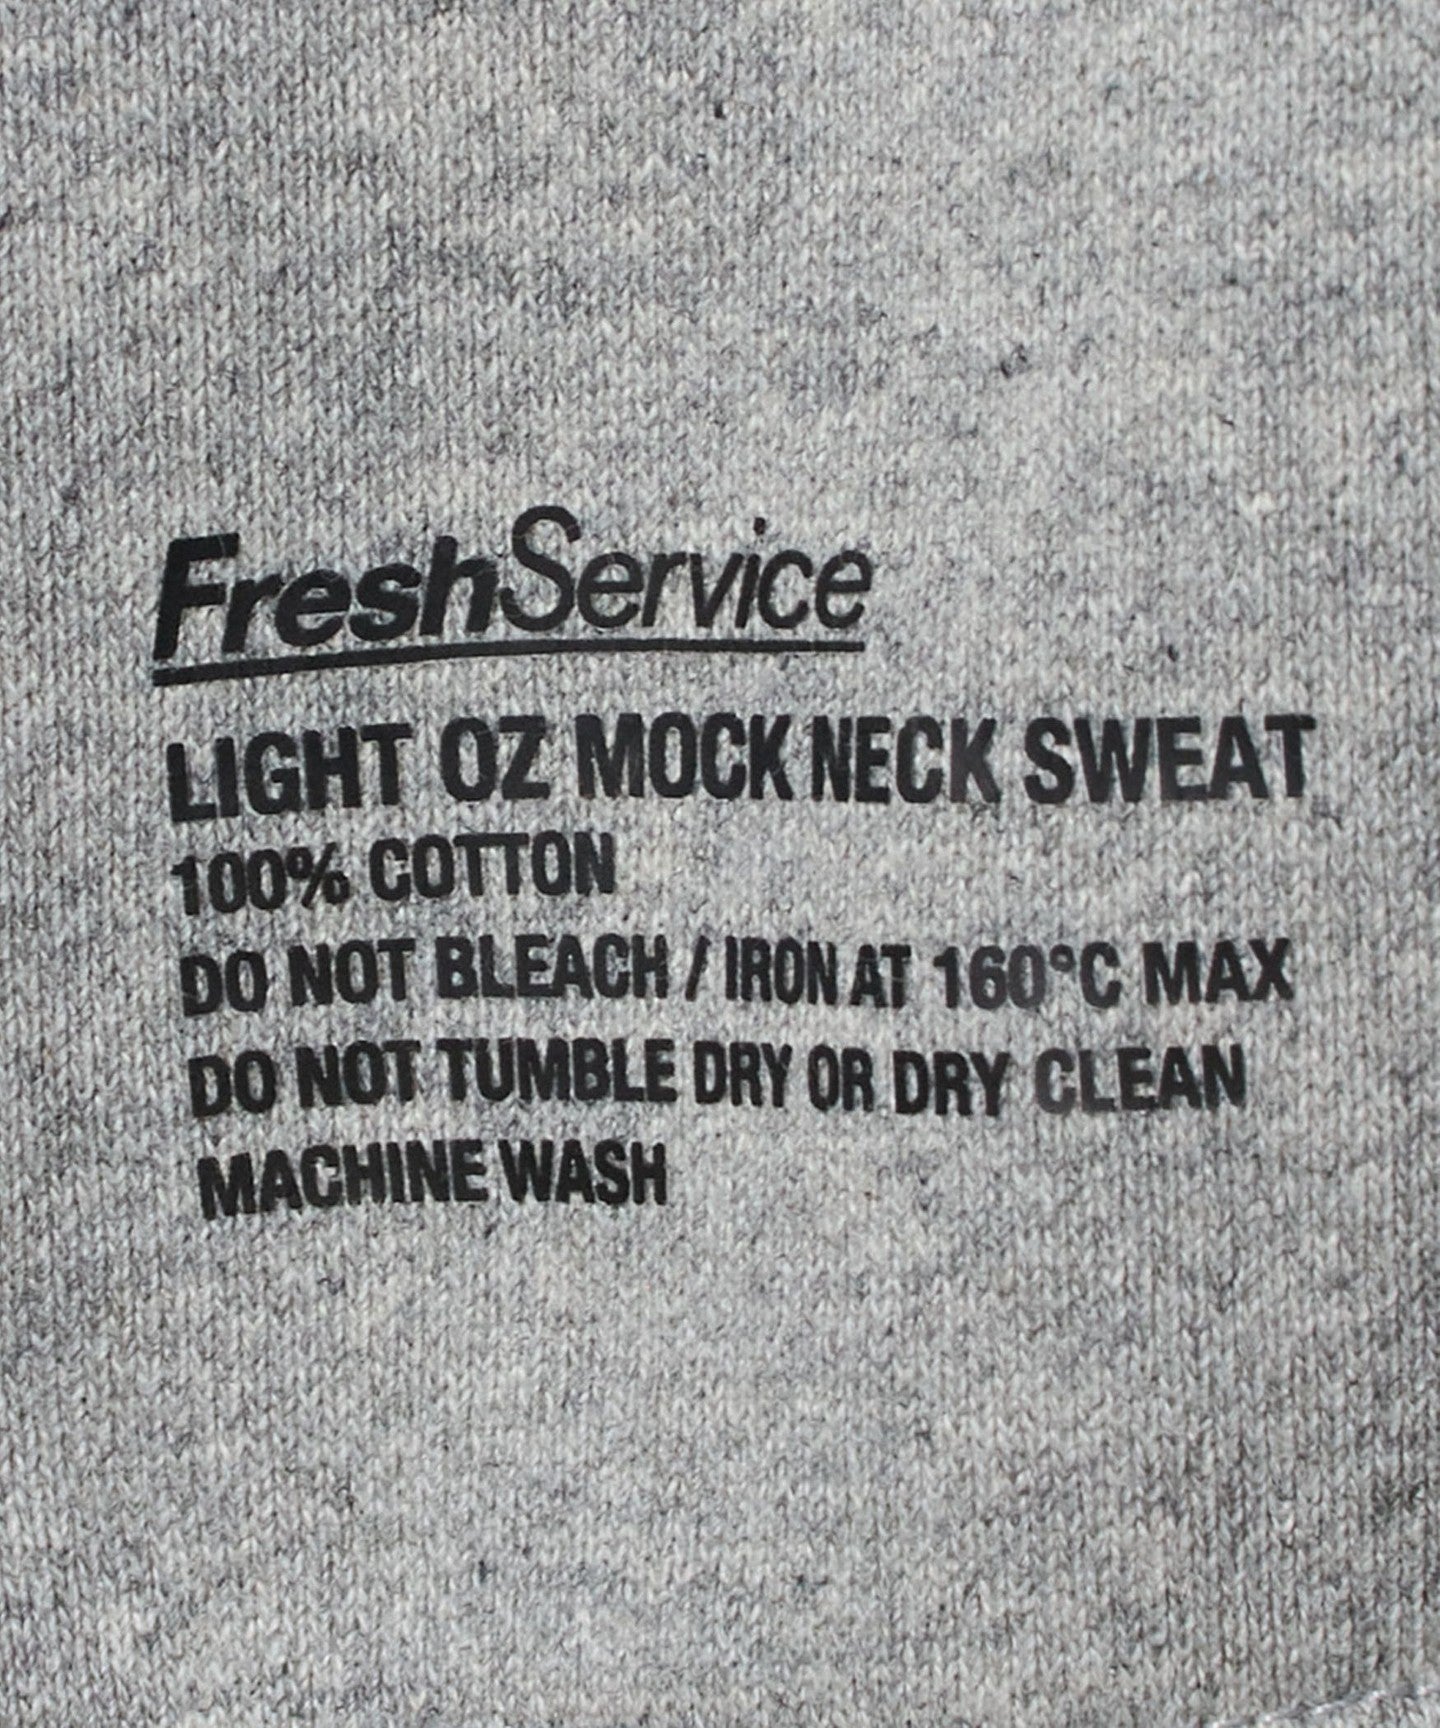 FreshService
LIGHT OZ MOCK NECK SWEAT
100% COTTON
DO NOT BLEACH / IRON AT 160°C MAX
DO NOT TUMBLE DRY OR DRY CLEAN
MACHINE WASH